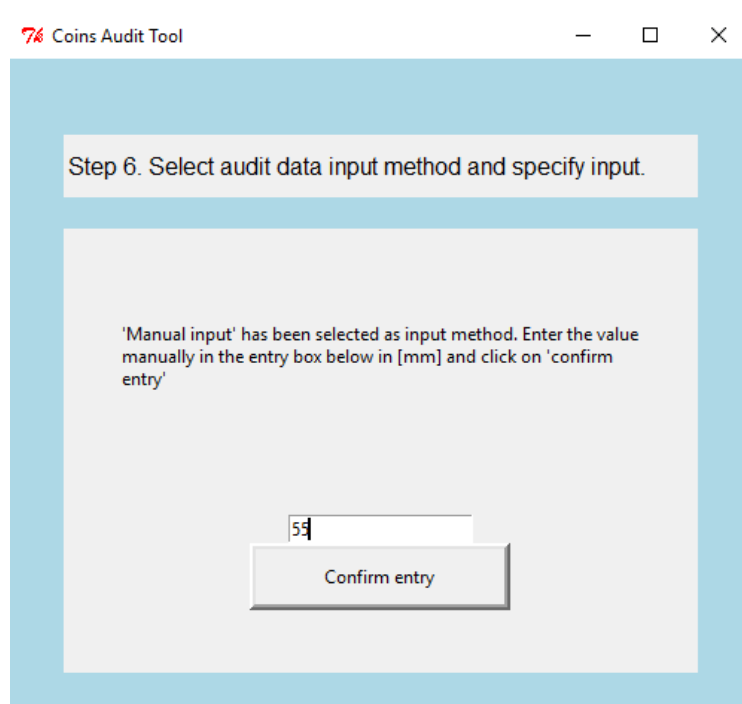 Coins Audit Tool
Step 6. Select audit data input method and specify input.
'Manual input' has been selected as input method. Enter the value
manually in the entry box below in [mm] and click on 'confirm
entry'
55
Confirm entry